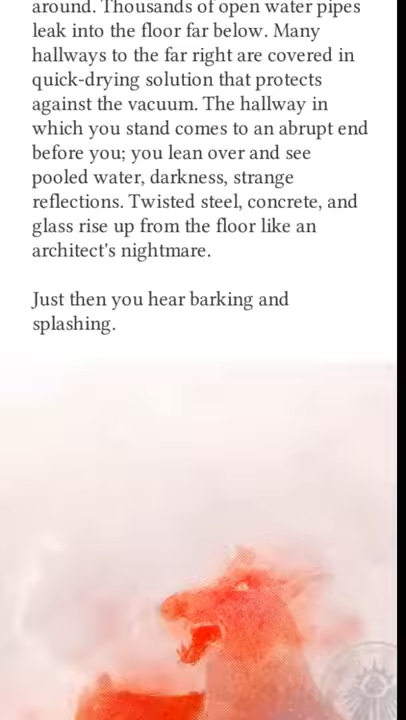 around. Thousands of open water pipes
leak into the floor far below. Many
hallways to the far right are covered in
quick-drying solution that protects
against the vacuum. The hallway in
which you stand comes to an abrupt end
before you; you lean over and see
pooled water, darkness, strange
reflections. Twisted steel, concrete, and
glass rise up from the floor like an
architect's nightmare.
Just then you hear barking and
splashing.